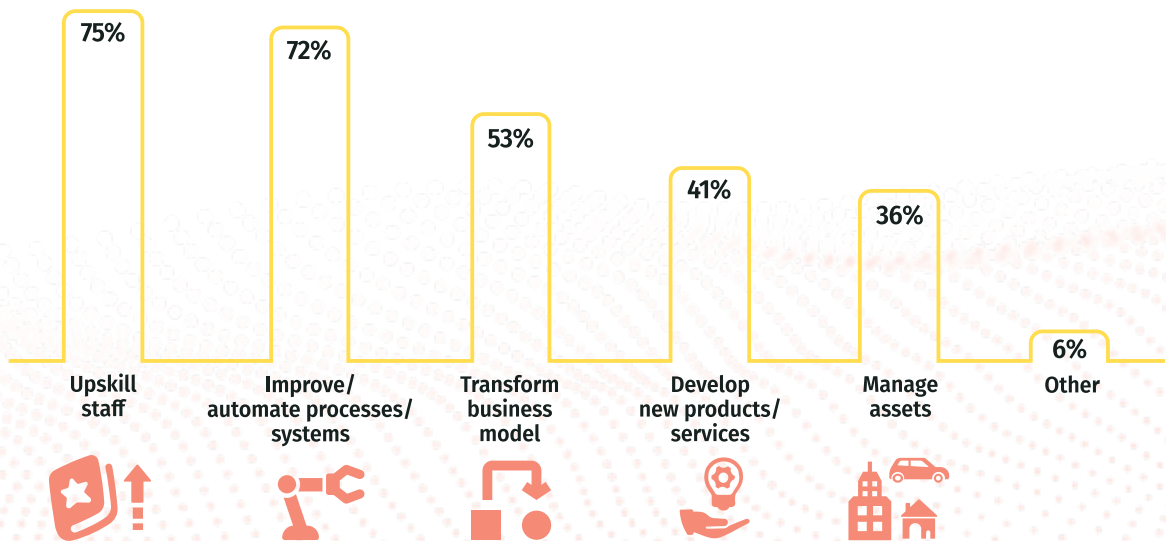 75%
72%
53%
41%
36%
6%
Upskill
staff
Improve/
automate processes/
systems
Transform
business
model
Develop
new products/
services
Manage
assets
Other